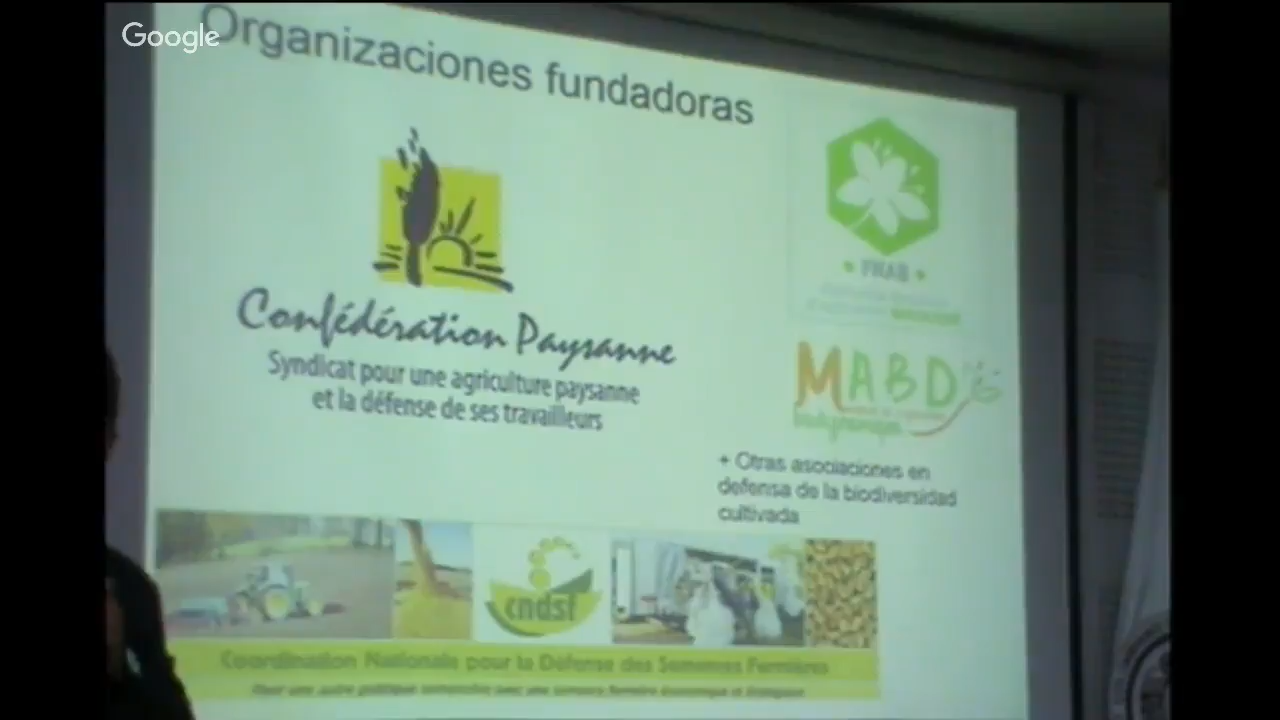 Google
Organizaciones fundadoras
Confédération Paysanne
Syndicat pour une agriculture paysanne
et la défense de ses travailleurs
FNAB
MABD
+ Otras asociaciones en
defensa de la biodiversidad
cultivada
cndsf
Coordination Nationale pour la Défense des Semences Fermières